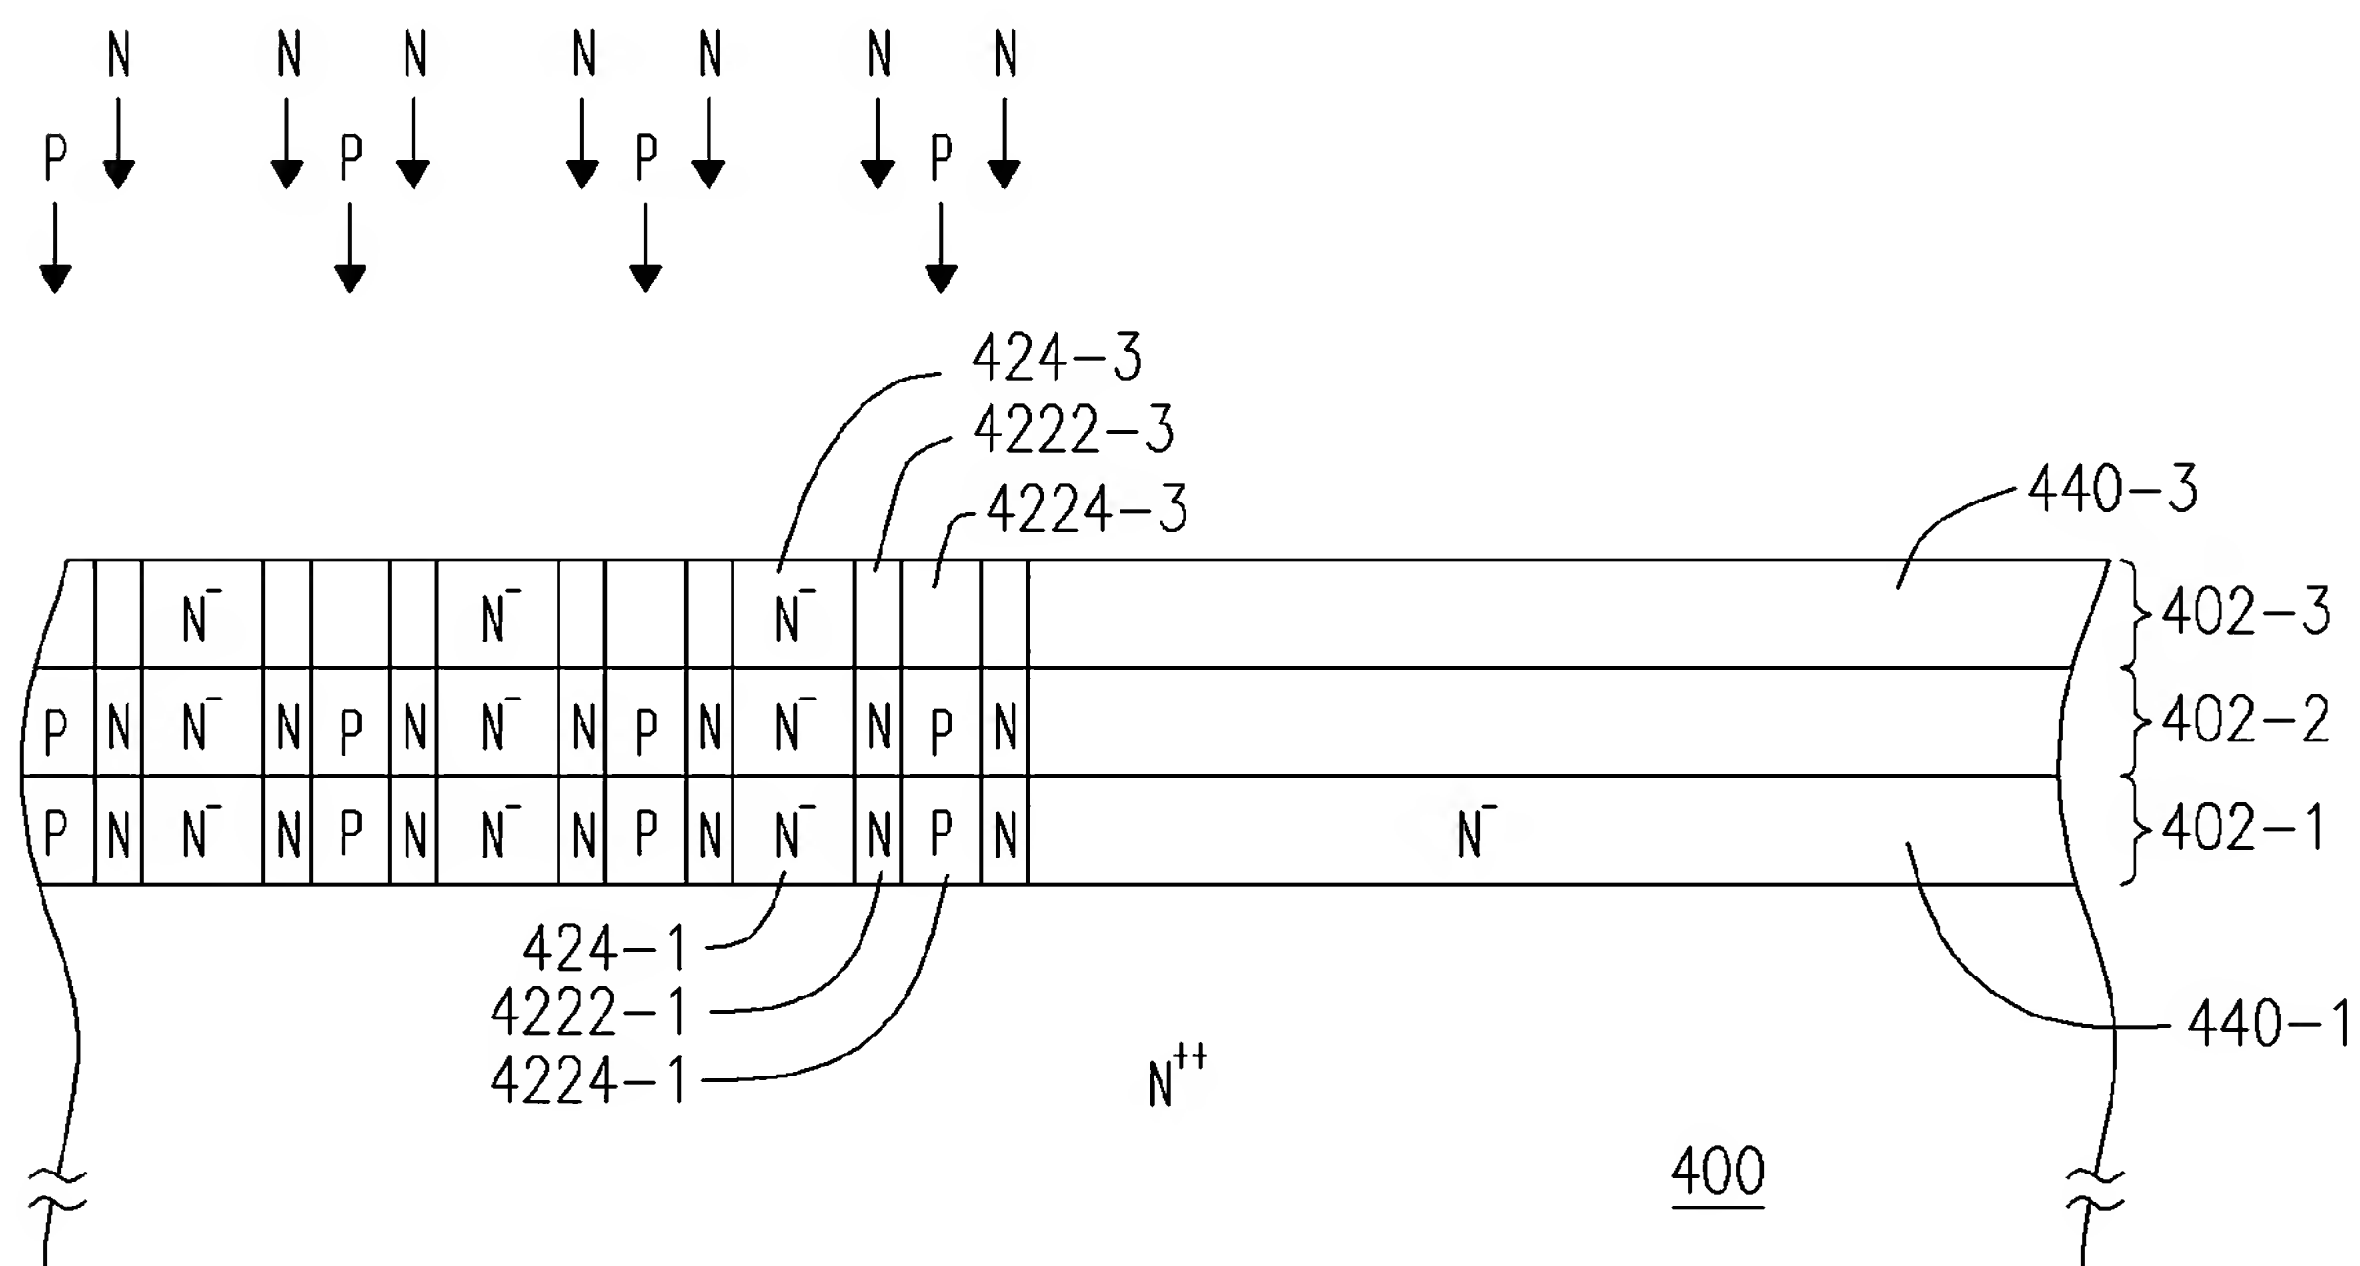 N N N N N N N
P P P P
424-3
4222-3
4224-3
440-3
N⁻ N⁻ N⁻ 402-3
P N N⁻ N P N N⁻ N P N N⁻ N P N 402-2
P N N⁻ N P N N⁻ N P N N⁻ N P N N⁻ 402-1
424-1
4222-1
440-1
4224-1
N⁺⁺
400